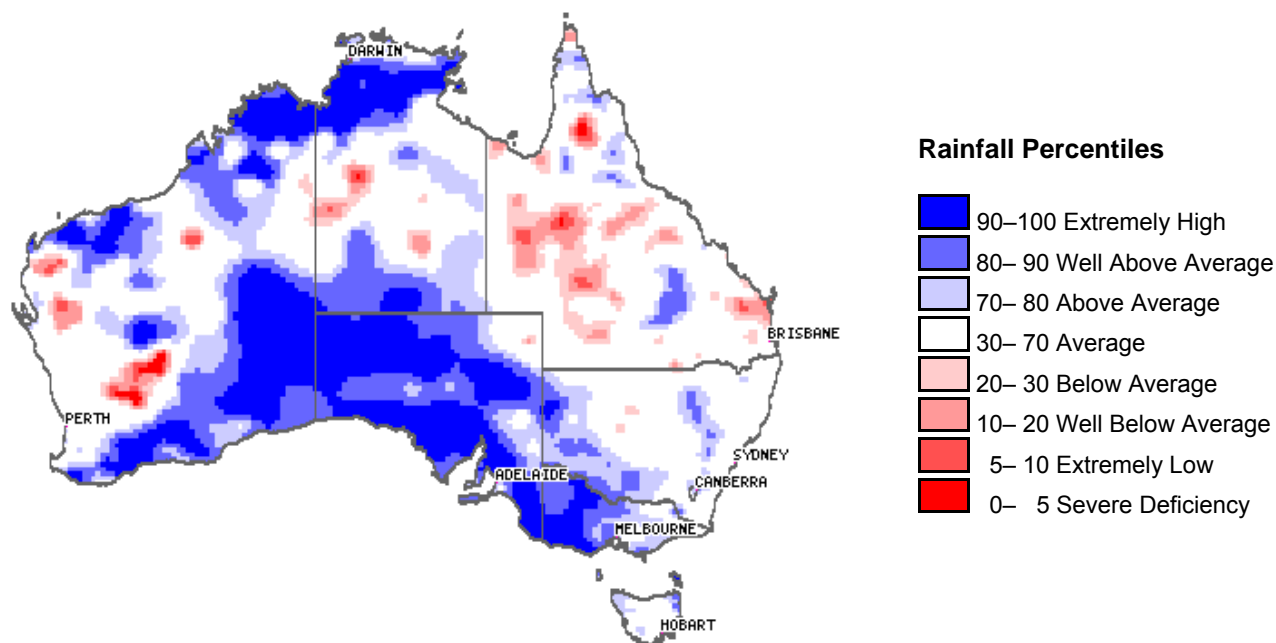 DARWIN
BRISBANE
PERTH
SYDNEY
ADELAIDE
CANBERRA
MELBOURNE
HOBART
Rainfall Percentiles
90–100 Extremely High
80– 90 Well Above Average
70– 80 Above Average
30– 70 Average
20– 30 Below Average
10– 20 Well Below Average
5– 10 Extremely Low
0– 5 Severe Deficiency